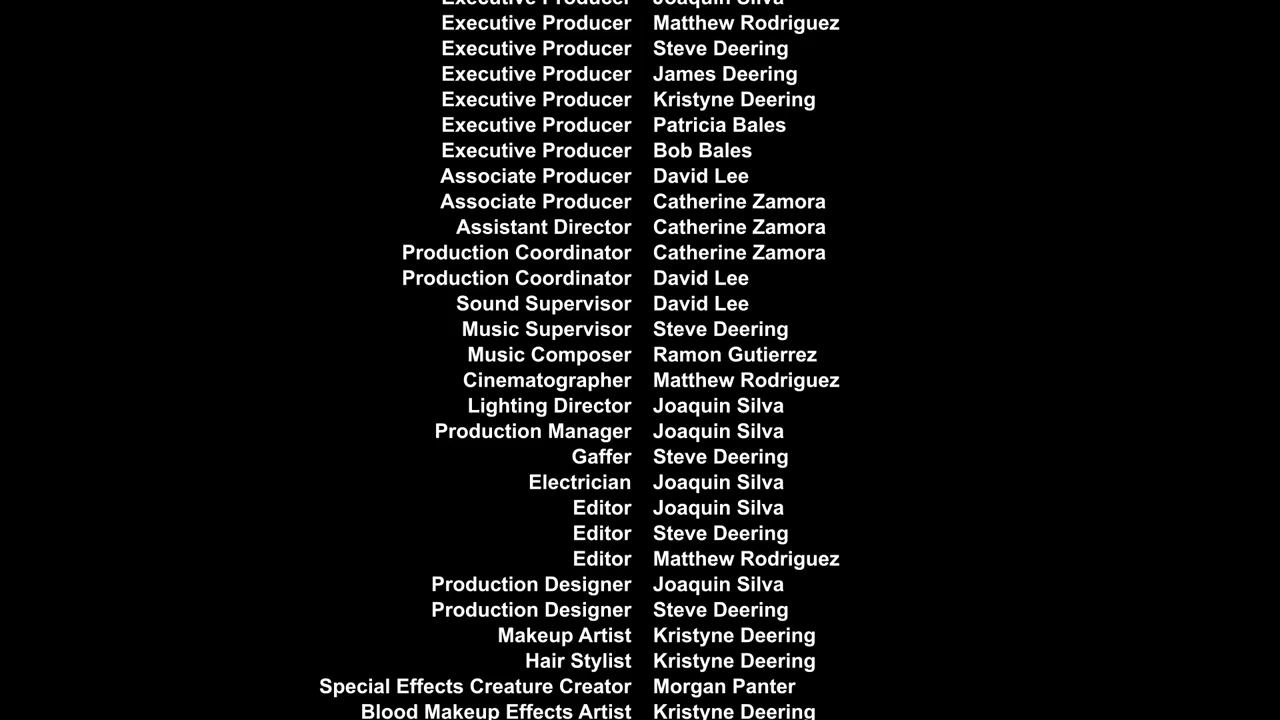 Executive Producer Joaquin Silva
Executive Producer Matthew Rodriguez
Executive Producer Steve Deering
Executive Producer James Deering
Executive Producer Kristyne Deering
Executive Producer Patricia Bales
Executive Producer Bob Bales
Associate Producer David Lee
Associate Producer Catherine Zamora
Assistant Director Catherine Zamora
Production Coordinator Catherine Zamora
Production Coordinator David Lee
Sound Supervisor David Lee
Music Supervisor Steve Deering
Music Composer Ramon Gutierrez
Cinematographer Matthew Rodriguez
Lighting Director Joaquin Silva
Production Manager Joaquin Silva
Gaffer Steve Deering
Electrician Joaquin Silva
Editor Joaquin Silva
Editor Steve Deering
Editor Matthew Rodriguez
Production Designer Joaquin Silva
Production Designer Steve Deering
Makeup Artist Kristyne Deering
Hair Stylist Kristyne Deering
Special Effects Creature Creator Morgan Panter
Blood Makeup Effects Artist Kristyne Deering